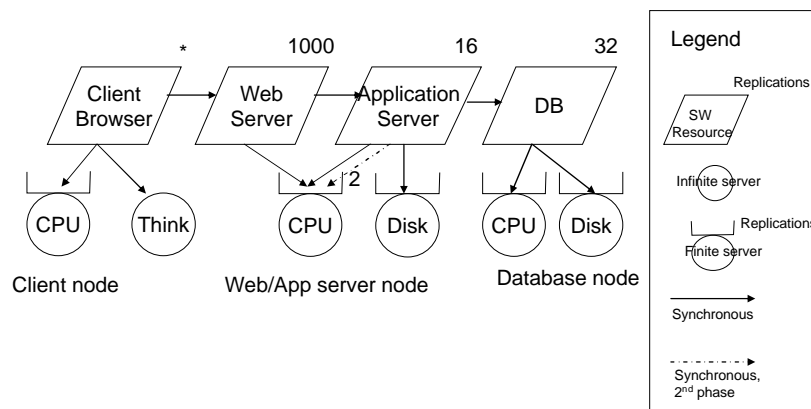 *
1000
16
32
Client
Browser
Web
Server
Application
Server
DB
2
CPU
Think
CPU
Disk
CPU
Disk
Client node
Web/App server node
Database node
Legend
Replications
SW
Resource
Infinite server
Replications
Finite server
Synchronous
Synchronous,
2nd phase